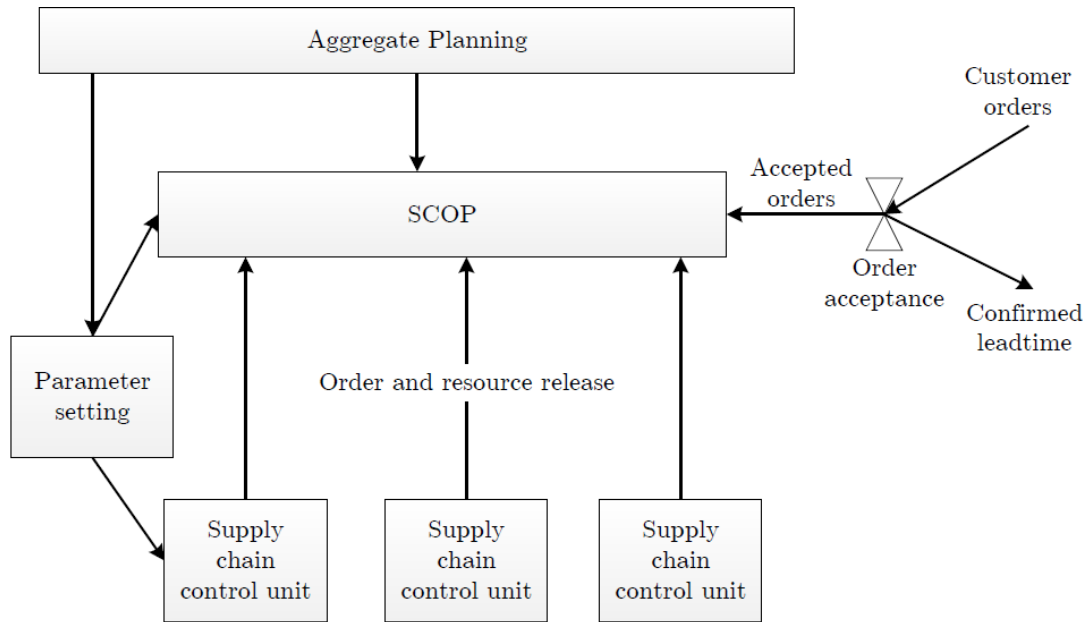 Aggregate Planning
Customer
orders
Accepted
orders
SCOP
Order
acceptance
Confirmed
leadtime
Parameter
setting
Order and resource release
Supply
chain
control unit
Supply
chain
control unit
Supply
chain
control unit